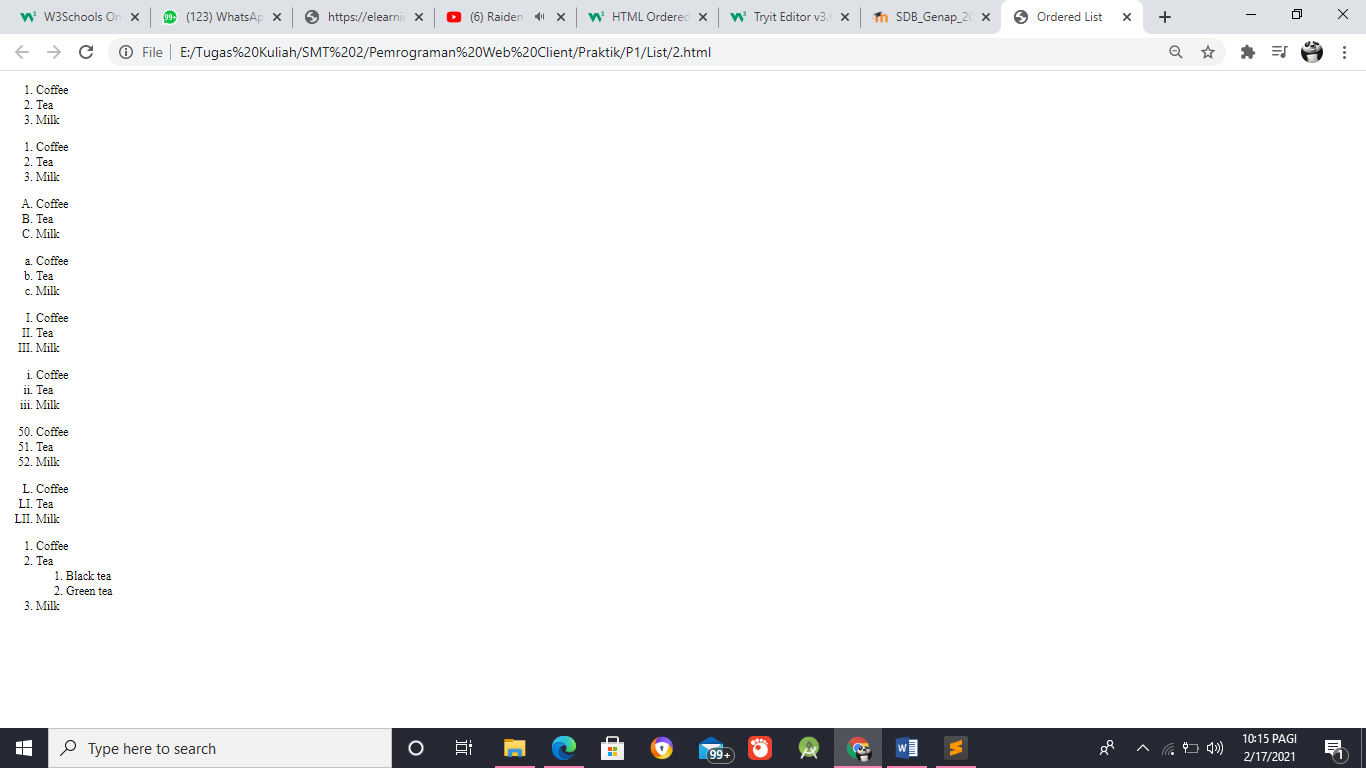 W3Schools On
99+
(123) WhatsAp
https://elearni
(6) Raiden
HTML Ordered
Tryit Editor v3.
SDB_Genap_20
Ordered List
File
E:/Tugas%20Kuliah/SMT%202/Pemrograman%20Web%20Client/Praktik/P1/List/2.html
1. Coffee
2. Tea
3. Milk
1. Coffee
2. Tea
3. Milk
A. Coffee
B. Tea
C. Milk
a. Coffee
b. Tea
c. Milk
I. Coffee
II. Tea
III. Milk
i. Coffee
ii. Tea
iii. Milk
50. Coffee
51. Tea
52. Milk
L. Coffee
LI. Tea
LII. Milk
1. Coffee
2. Tea
1. Black tea
2. Green tea
3. Milk
Type here to search
99+
10:15 PAGI
2/17/2021
1